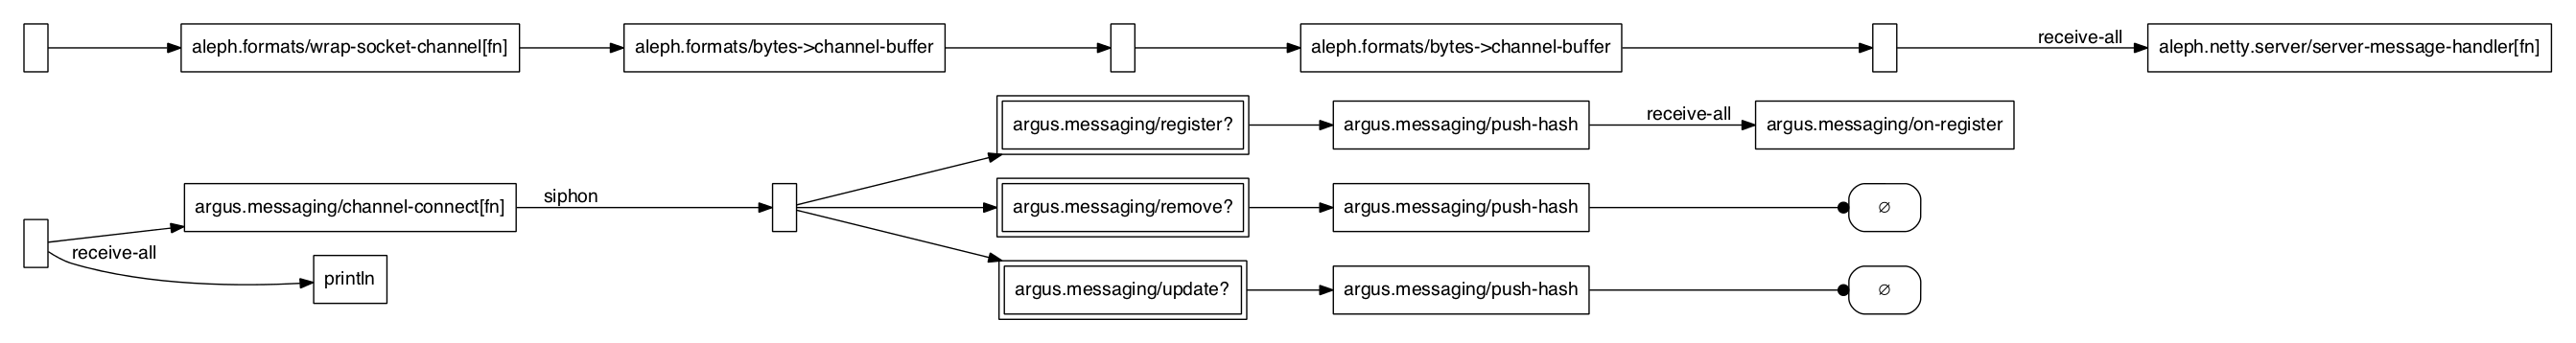 receive-all
aleph.formats/wrap-socket-channel[fn]
aleph.formats/bytes->channel-buffer
aleph.formats/bytes->channel-buffer
aleph.netty.server/server-message-handler[fn]
argus.messaging/register?
argus.messaging/push-hash
receive-all
argus.messaging/on-register
argus.messaging/channel-connect[fn]
siphon
argus.messaging/remove?
argus.messaging/push-hash
∅
receive-all
println
argus.messaging/update?
argus.messaging/push-hash
∅